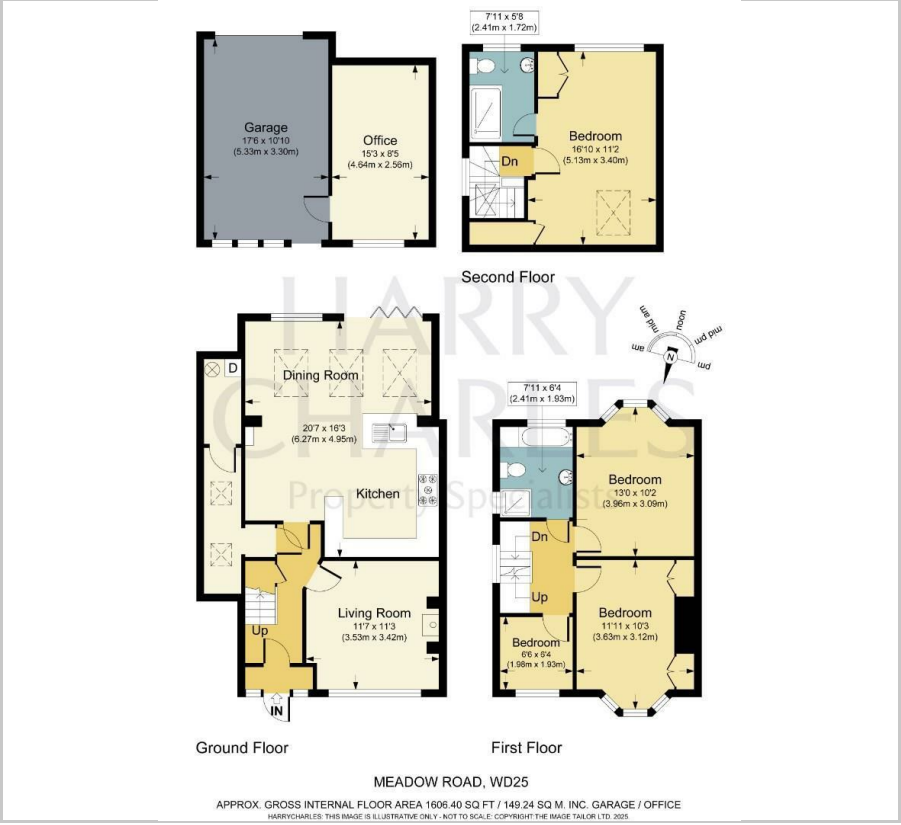 7'11 x 5'8
(2.41m x 1.72m)
Garage
17'6 x 10'10
(5.33m x 3.30m)
Office
15'3 x 8'5
(4.64m x 2.56m)
Bedroom
16'10 x 11'2
(5.13m x 3.40m)
Dn
Second Floor
HARRY
CHARLES
Property Specialists
am
mid am
noon
mid pm
pm
N
D
Dining Room
20'7 x 16'3
(6.27m x 4.95m)
Kitchen
Living Room
11'7 x 11'3
(3.53m x 3.42m)
Up
IN
Ground Floor
7'11 x 6'4
(2.41m x 1.93m)
Bedroom
13'0 x 10'2
(3.96m x 3.09m)
Dn
Up
Bedroom
11'11 x 10'3
(3.63m x 3.12m)
Bedroom
6'6 x 6'4
(1.98m x 1.93m)
First Floor
MEADOW ROAD, WD25
APPROX. GROSS INTERNAL FLOOR AREA 1606.40 SQ FT / 149.24 SQ M. INC. GARAGE / OFFICE
HARRYCHARLES: THIS IMAGE IS ILLUSTRATIVE ONLY - NOT TO SCALE: COPYRIGHT:THE IMAGE TAILOR LTD. 2025.